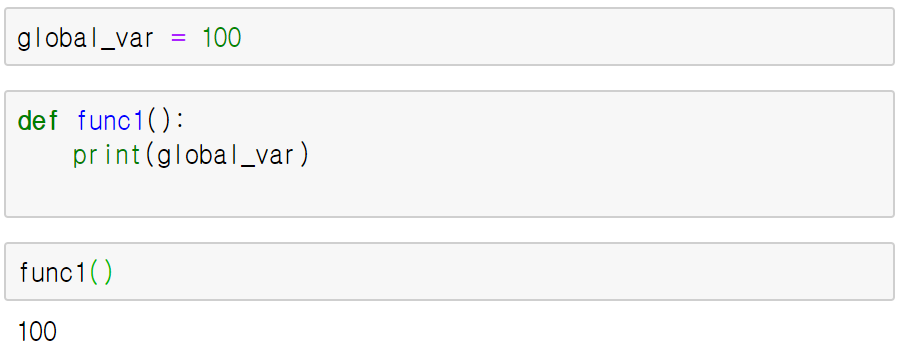 global_var = 100
def func1():
    print(global_var)
func1()
100